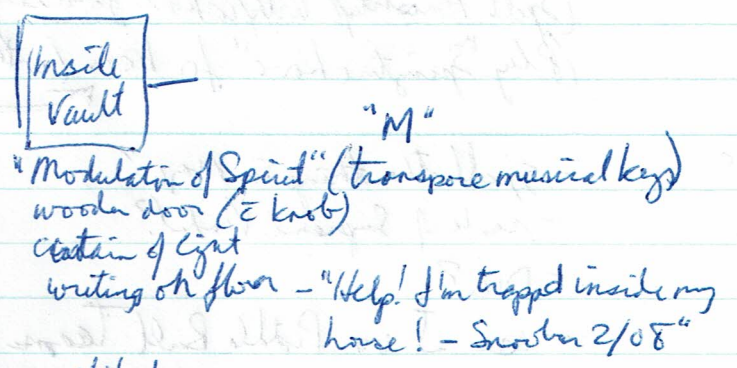 Inside
Vault
"M"
"Modulation of Spirit" (transpose musical keys)
wooden door (c̄ knob)
curtain of light
writing on floor - "Help! I'm trapped inside my
house! - 2/08"